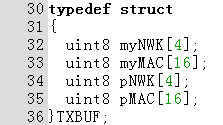 30 typedef struct
31 {
32 uint8 myNWK[4];
33 uint8 myMAC[16];
34 uint8 pNWK[4];
35 uint8 pMAC[16];
36 }TXBUF;